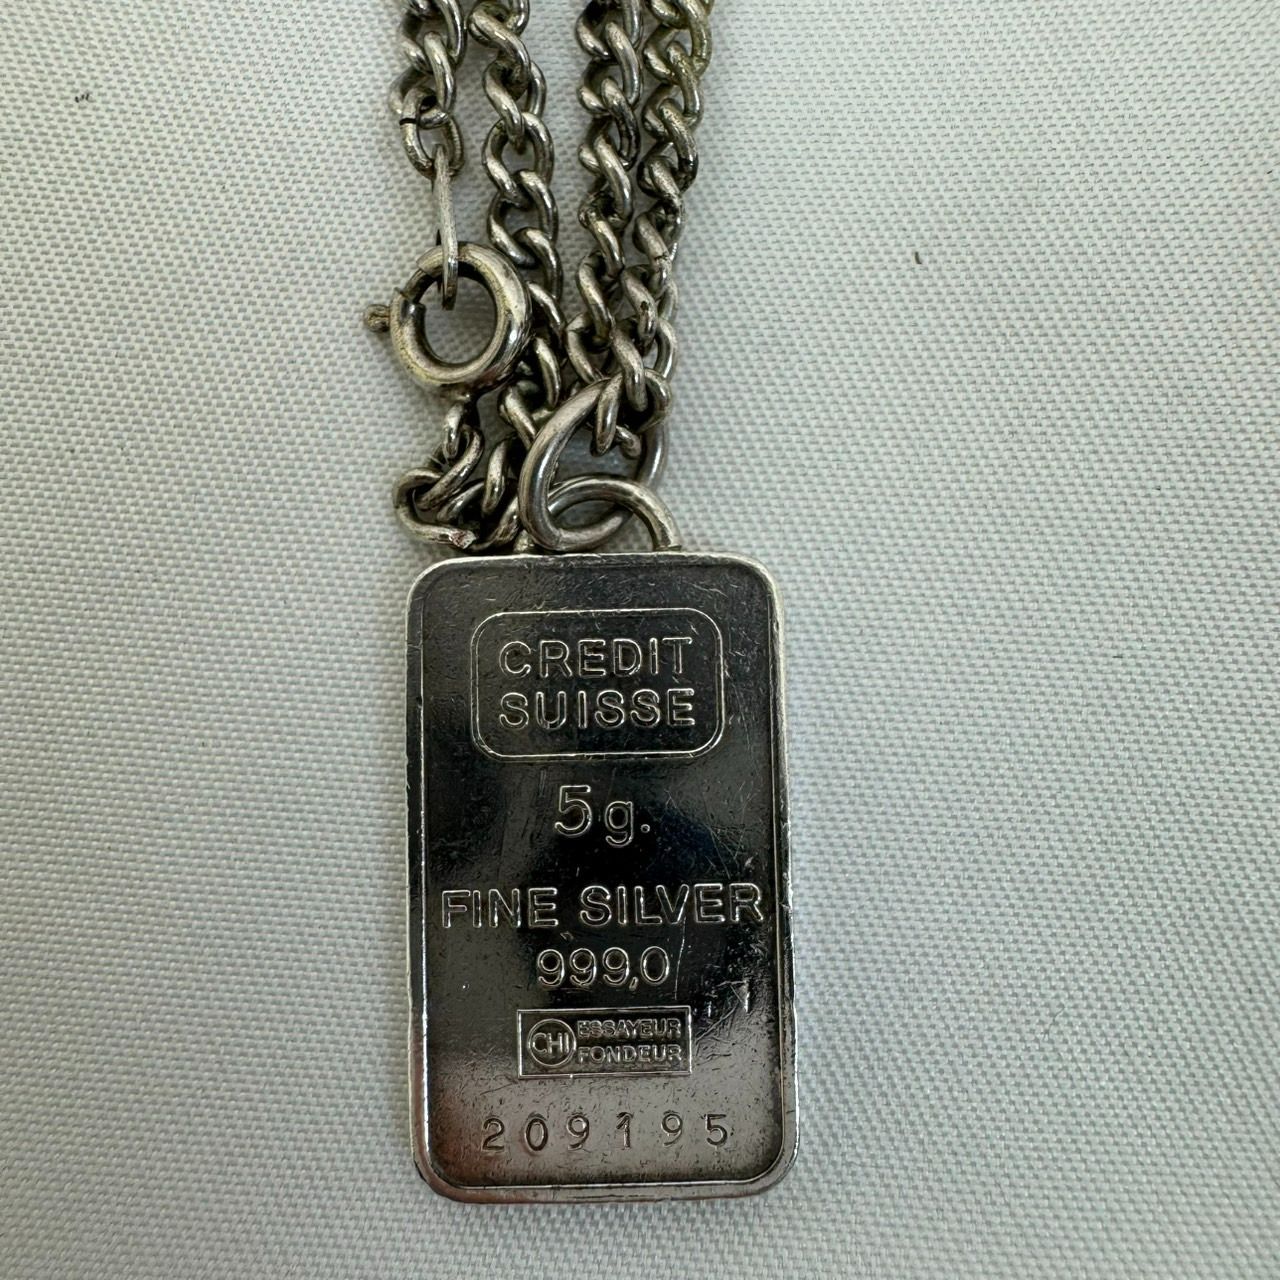 CREDIT
SUISSE
5g.
FINE SILVER
999,0
CHI ESSAYEUR
FONDEUR
209195